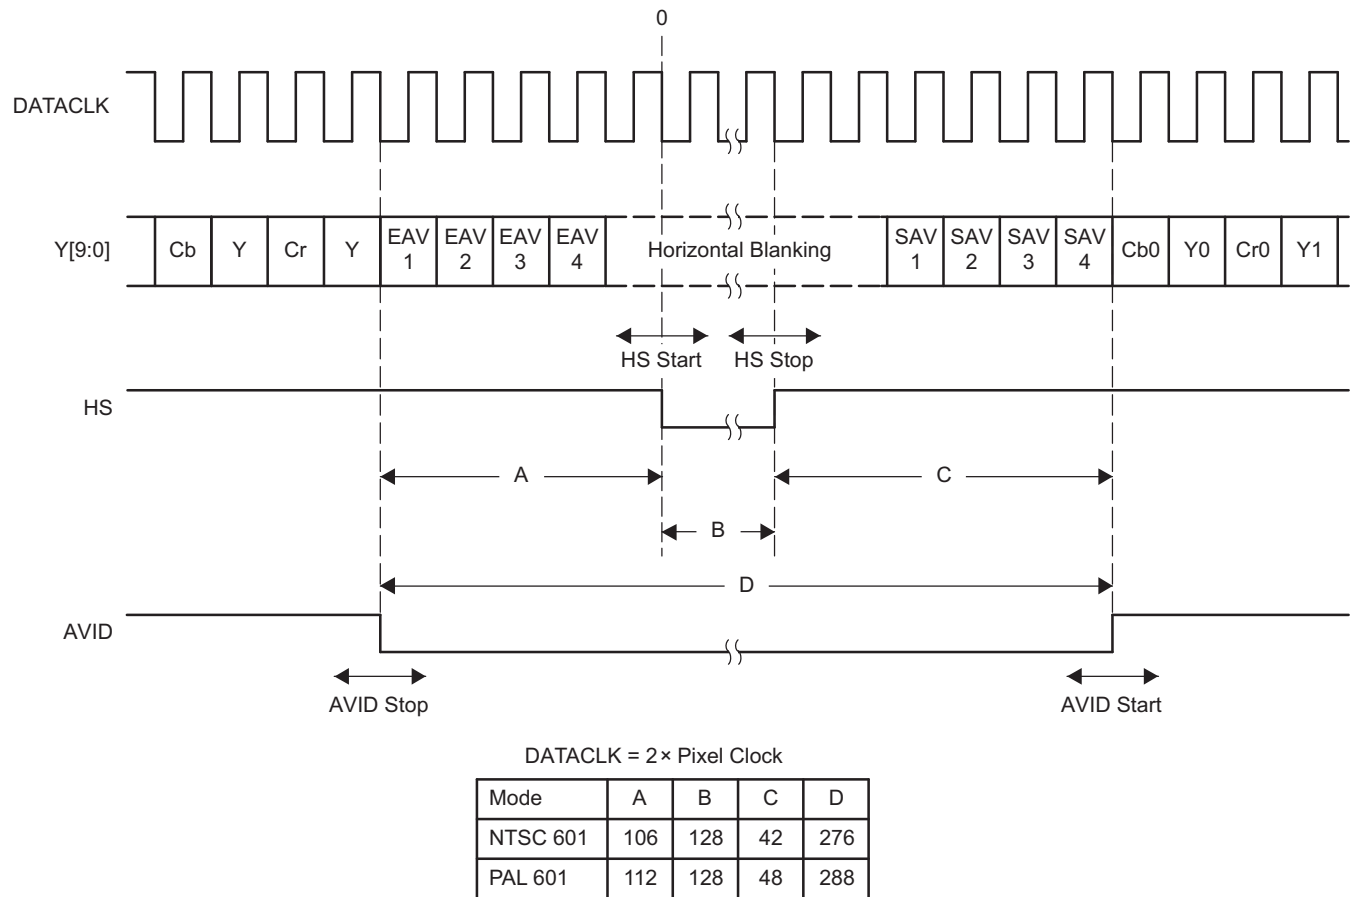 0
DATACLK
Y[9:0]
Cb Y Cr Y EAV 1 EAV 2 EAV 3 EAV 4 Horizontal Blanking SAV 1 SAV 2 SAV 3 SAV 4 Cb0 Y0 Cr0 Y1
HS Start HS Stop
HS
A C
B
D
AVID
AVID Stop AVID Start
DATACLK = 2× Pixel Clock
Mode A B C D
NTSC 601 106 128 42 276
PAL 601 112 128 48 288